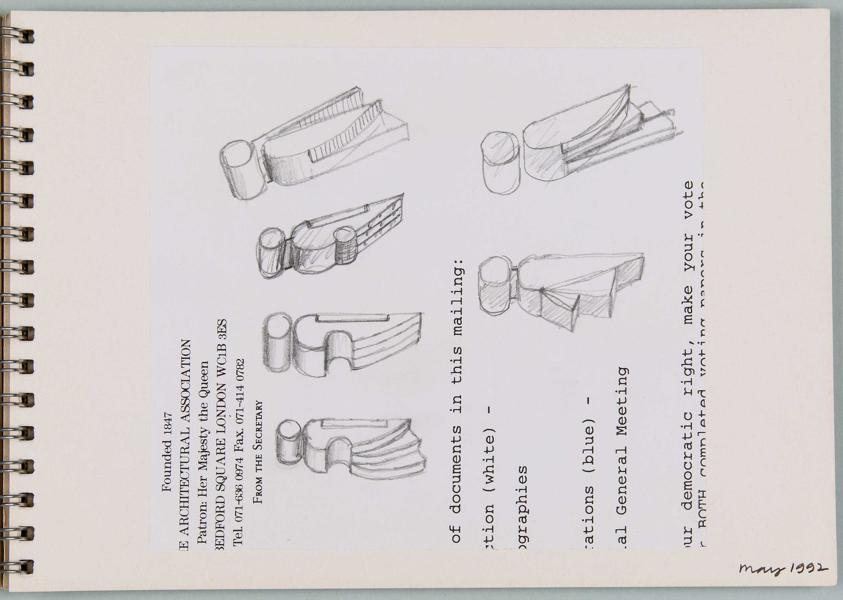 Founded 1847
E ARCHITECTURAL ASSOCIATION
Patron: Her Majesty the Queen
BEDFORD SQUARE LONDON WC1B 3ES
Tel. 071-636 0974 Fax. 071-414 0782
FROM THE SECRETARY
of documents in this mailing:
ction (white) -
ographies
rations (blue) -
al General Meeting
ur democratic right, make your vote
r BOTH completed voting papers in the
May 1992